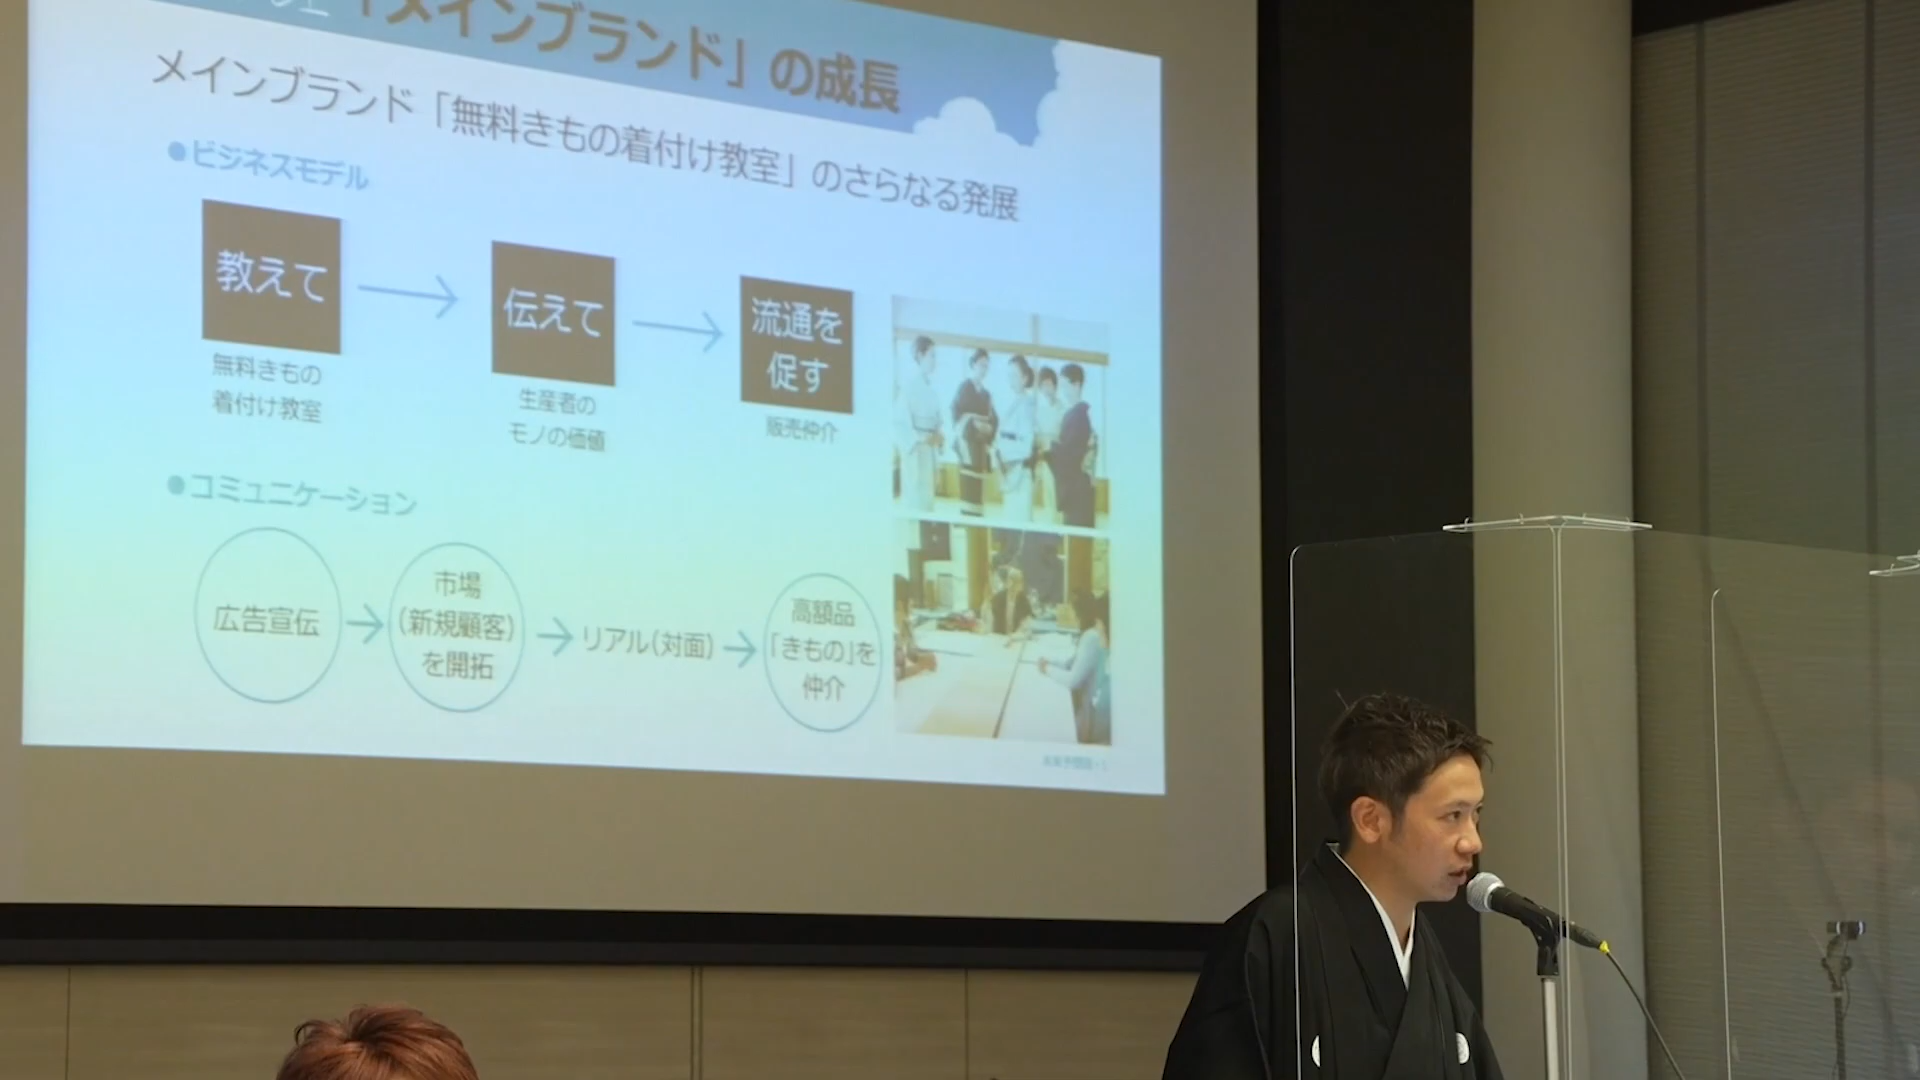 「メインブランド」の成長
メインブランド「無料きもの着付け教室」のさらなる発展
●ビジネスモデル
教えて
無料きもの
着付け教室
伝えて
生産者の
モノの価値
流通を
促す
販売仲介
●コミュニケーション
広告宣伝
市場
(新規顧客)
を開拓
リアル(対面)
高額品
「きもの」を
仲介